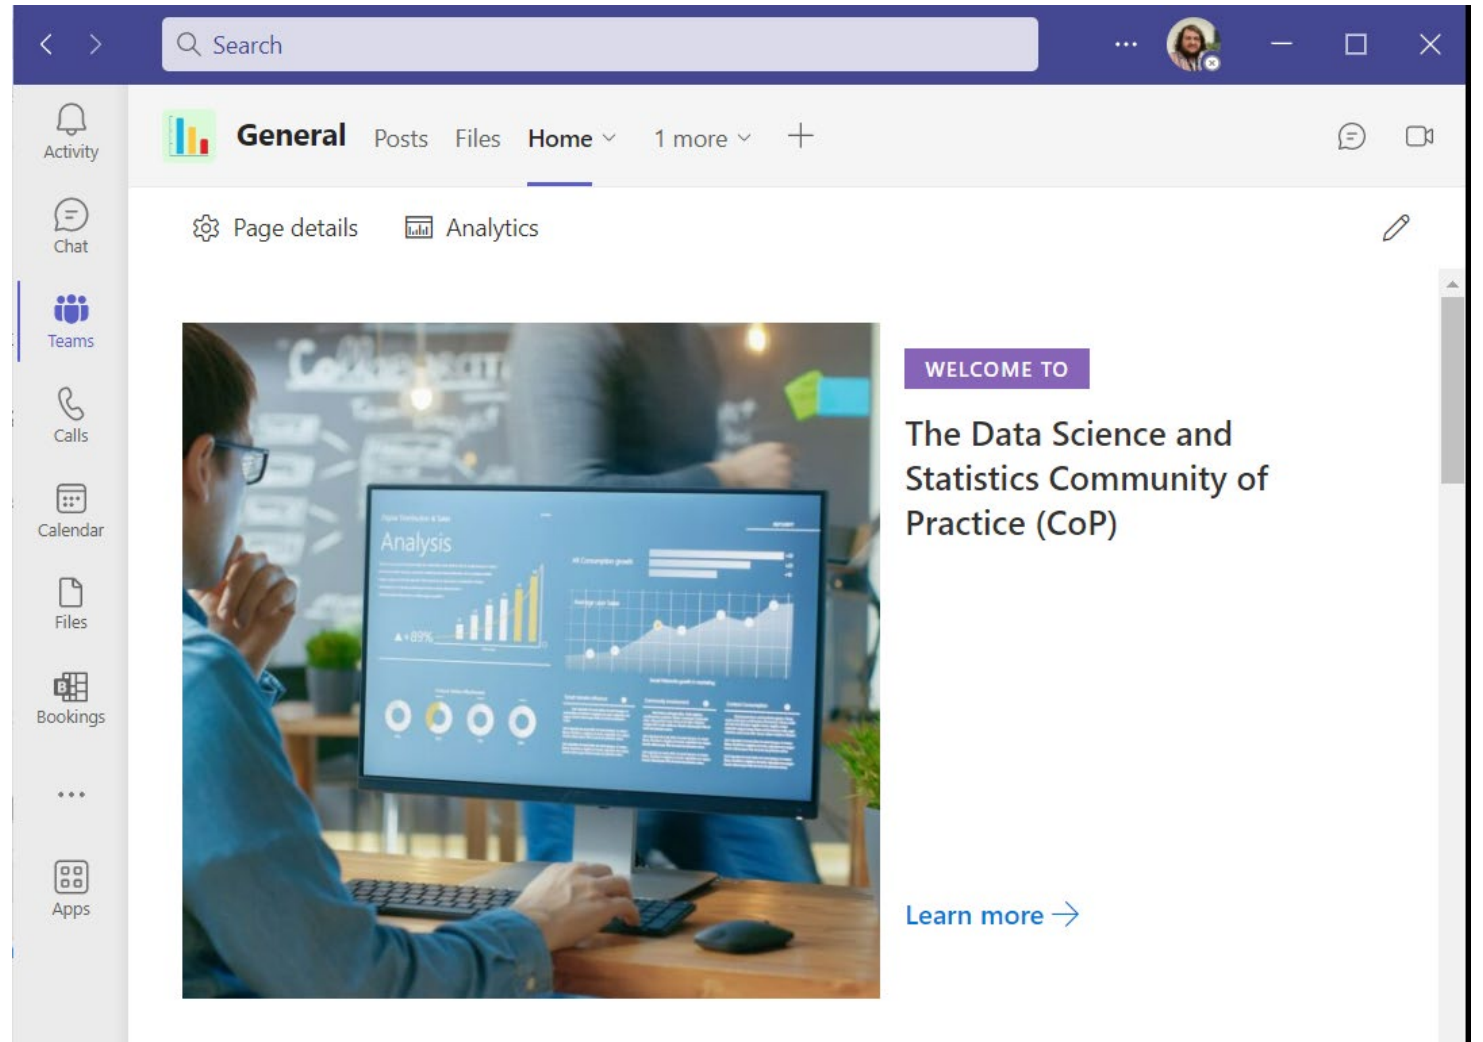 Search
General
Posts
Files
Home
1 more
Activity
Chat
Teams
Calls
Calendar
Files
Bookings
Apps
Page details
Analytics
Analysis
+89%
WELCOME TO
The Data Science and
Statistics Community of
Practice (CoP)
Learn more